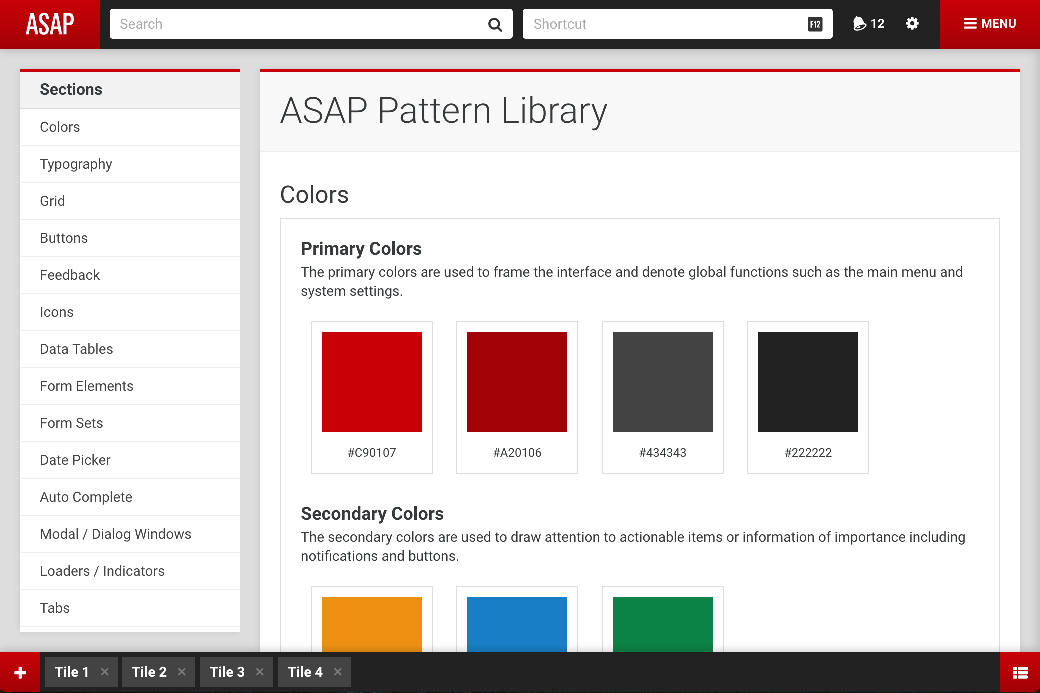 ASAP
Search
Shortcut
F12
12
MENU
Sections
Colors
Typography
Grid
Buttons
Feedback
Icons
Data Tables
Form Elements
Form Sets
Date Picker
Auto Complete
Modal / Dialog Windows
Loaders / Indicators
Tabs
ASAP Pattern Library
Colors
Primary Colors
The primary colors are used to frame the interface and denote global functions such as the main menu and
system settings.
#C90107
#A20106
#434343
#222222
Secondary Colors
The secondary colors are used to draw attention to actionable items or information of importance including
notifications and buttons.
Tile 1
Tile 2
Tile 3
Tile 4